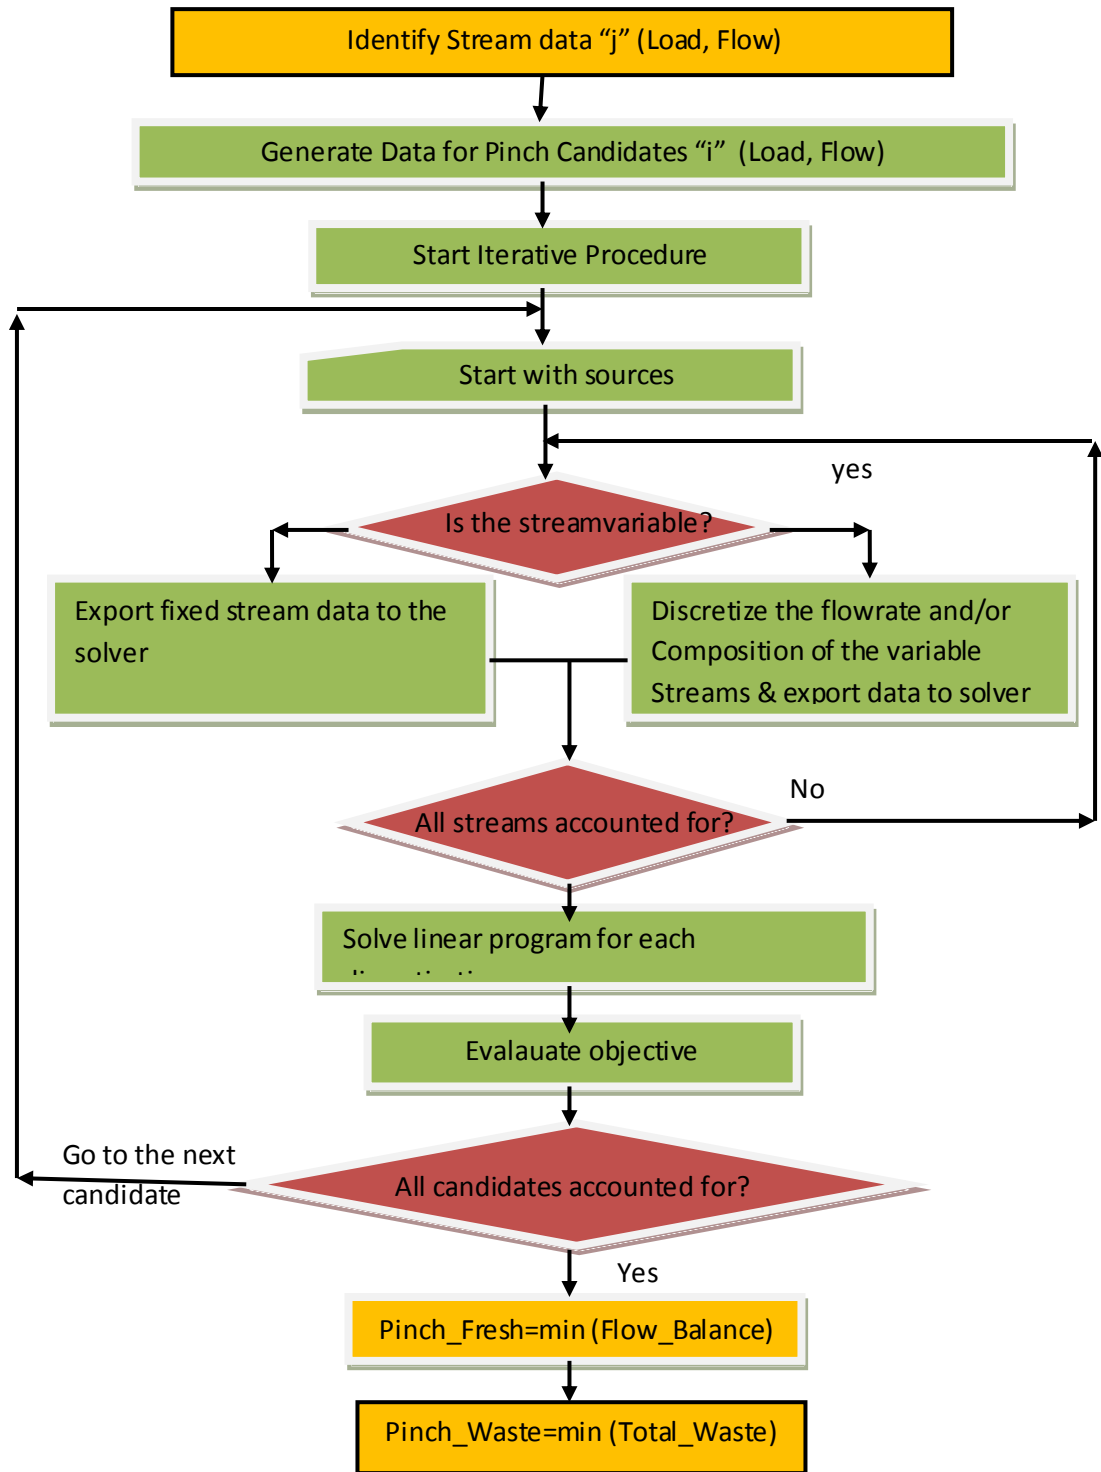 Identify Stream data “j” (Load, Flow)
Generate Data for Pinch Candidates “i” (Load, Flow)
Start Iterative Procedure
Start with sources
yes
Is the streamvariable?
Export fixed stream data to the
solver
Discretize the flowrate and/or
Composition of the variable
Streams & export data to solver
No
All streams accounted for?
Solve linear program for each
Evalauate objective
Go to the next
candidate
All candidates accounted for?
Yes
Pinch_Fresh=min (Flow_Balance)
Pinch_Waste=min (Total_Waste)